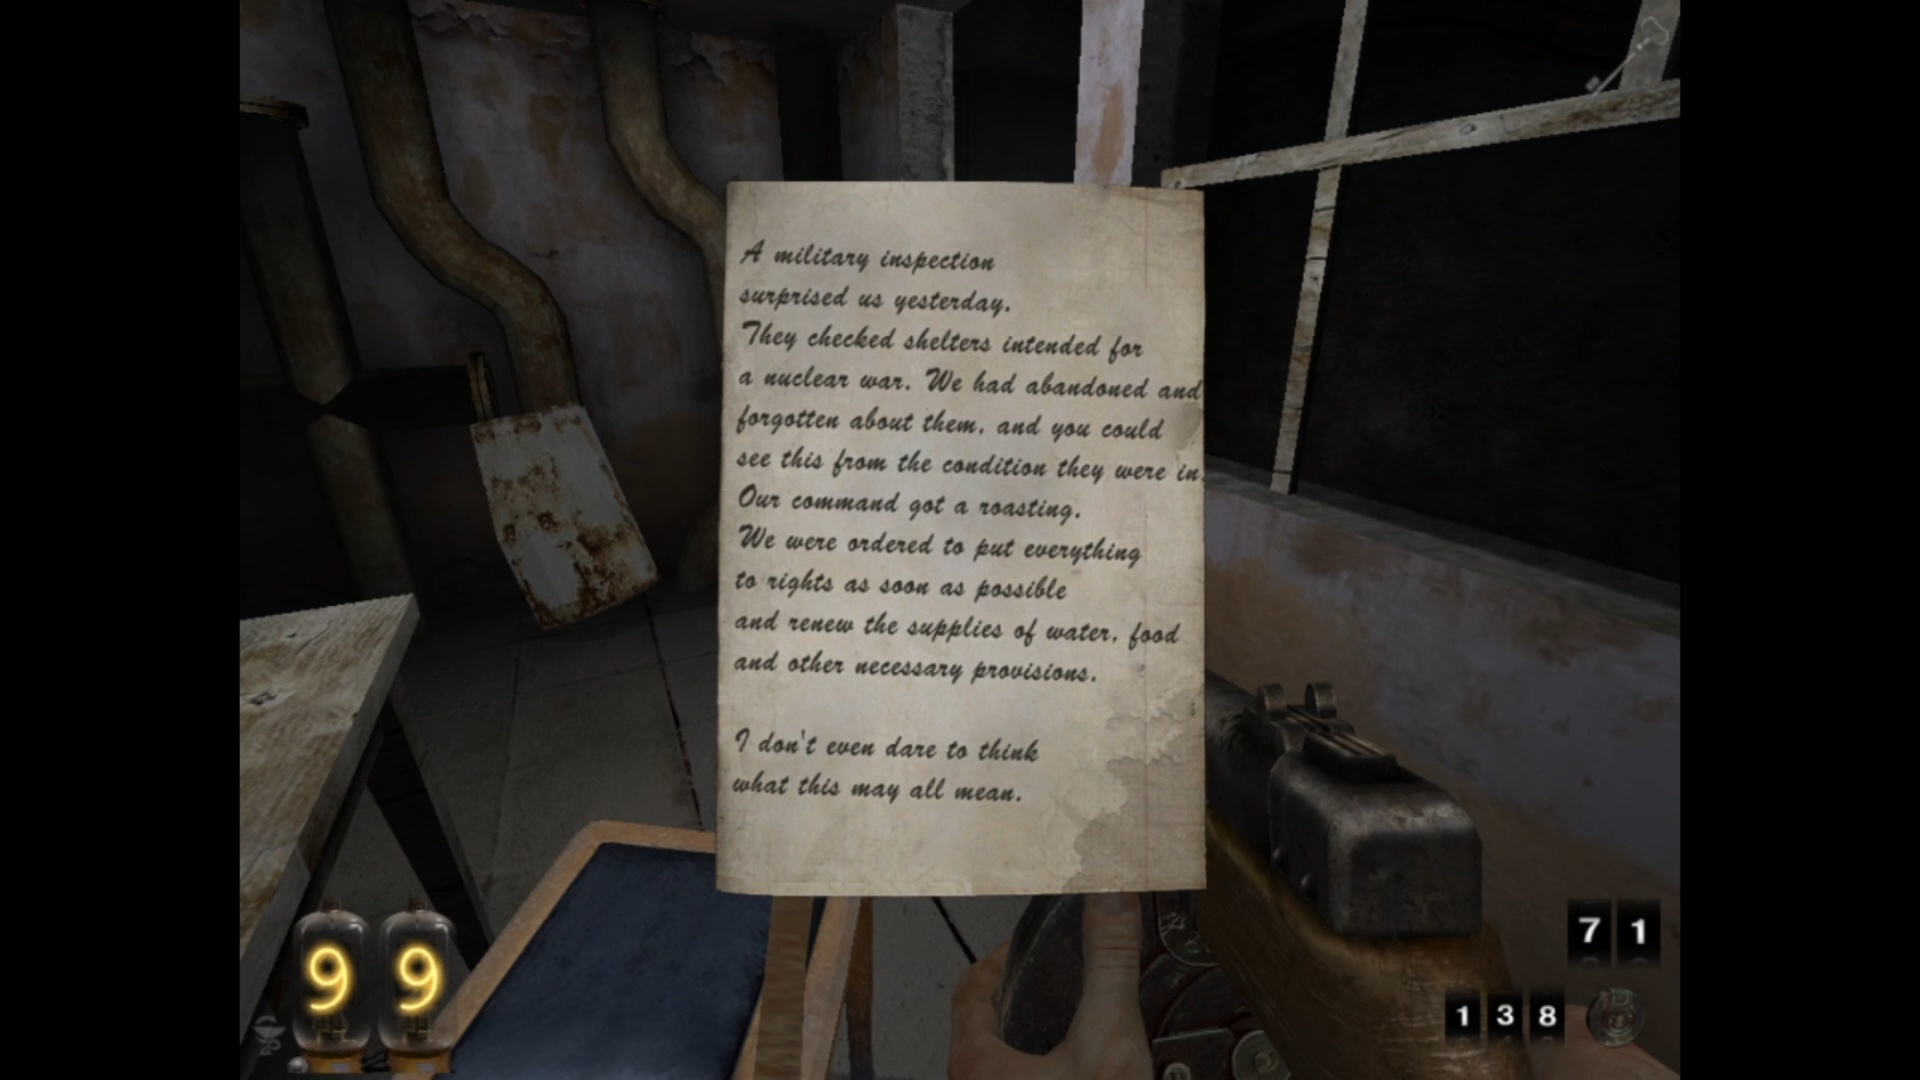 A military inspection
surprised us yesterday.
They checked shelters intended for
a nuclear war. We had abandoned and
forgotten about them, and you could
see this from the condition they were in.
Our command got a roasting.
We were ordered to put everything
to rights as soon as possible
and renew the supplies of water, food
and other necessary provisions.
I don't even dare to think
what this may all mean.
99
71
138